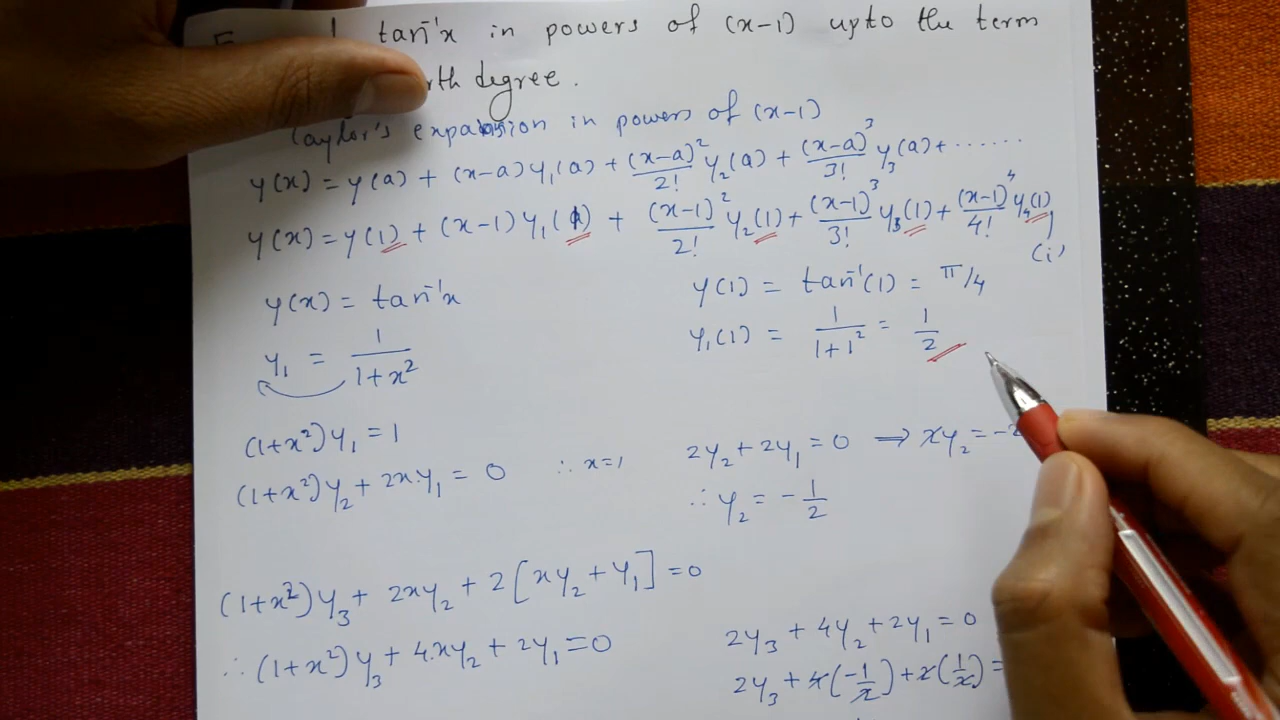 tan⁻¹x in powers of (x-1) upto the term
degree.
Taylor's expansion in powers of (x-1)
y(x) = y(a) + (x-a)y₁(a) + (x-a)²/2! y₂(a) + (x-a)³/3! y₃(a) + ......
y(x) = y(1) + (x-1)y₁(1) + (x-1)²/2! y₂(1) + (x-1)³/3! y₃(1) + (x-1)⁴/4! y₄(1)
(i)
y(x) = tan⁻¹x
y(1) = tan⁻¹(1) = π/4
y₁ = 1/(1+x²)
y₁(1) = 1/(1+1²) = 1/2
(1+x²)y₁ = 1
(1+x²)y₂ + 2x.y₁ = 0 ∴ x=1
2y₂ + 2y₁ = 0 ⇒ xy₂ = -
∴ y₂ = -1/2
(1+x²)y₃ + 2xy₂ + 2[xy₂ + y₁] = 0
∴ (1+x²)y₃ + 4.xy₂ + 2y₁ = 0
2y₃ + 4y₂ + 2y₁ = 0
2y₃ + 4(-1/2) + 2(1/2) =